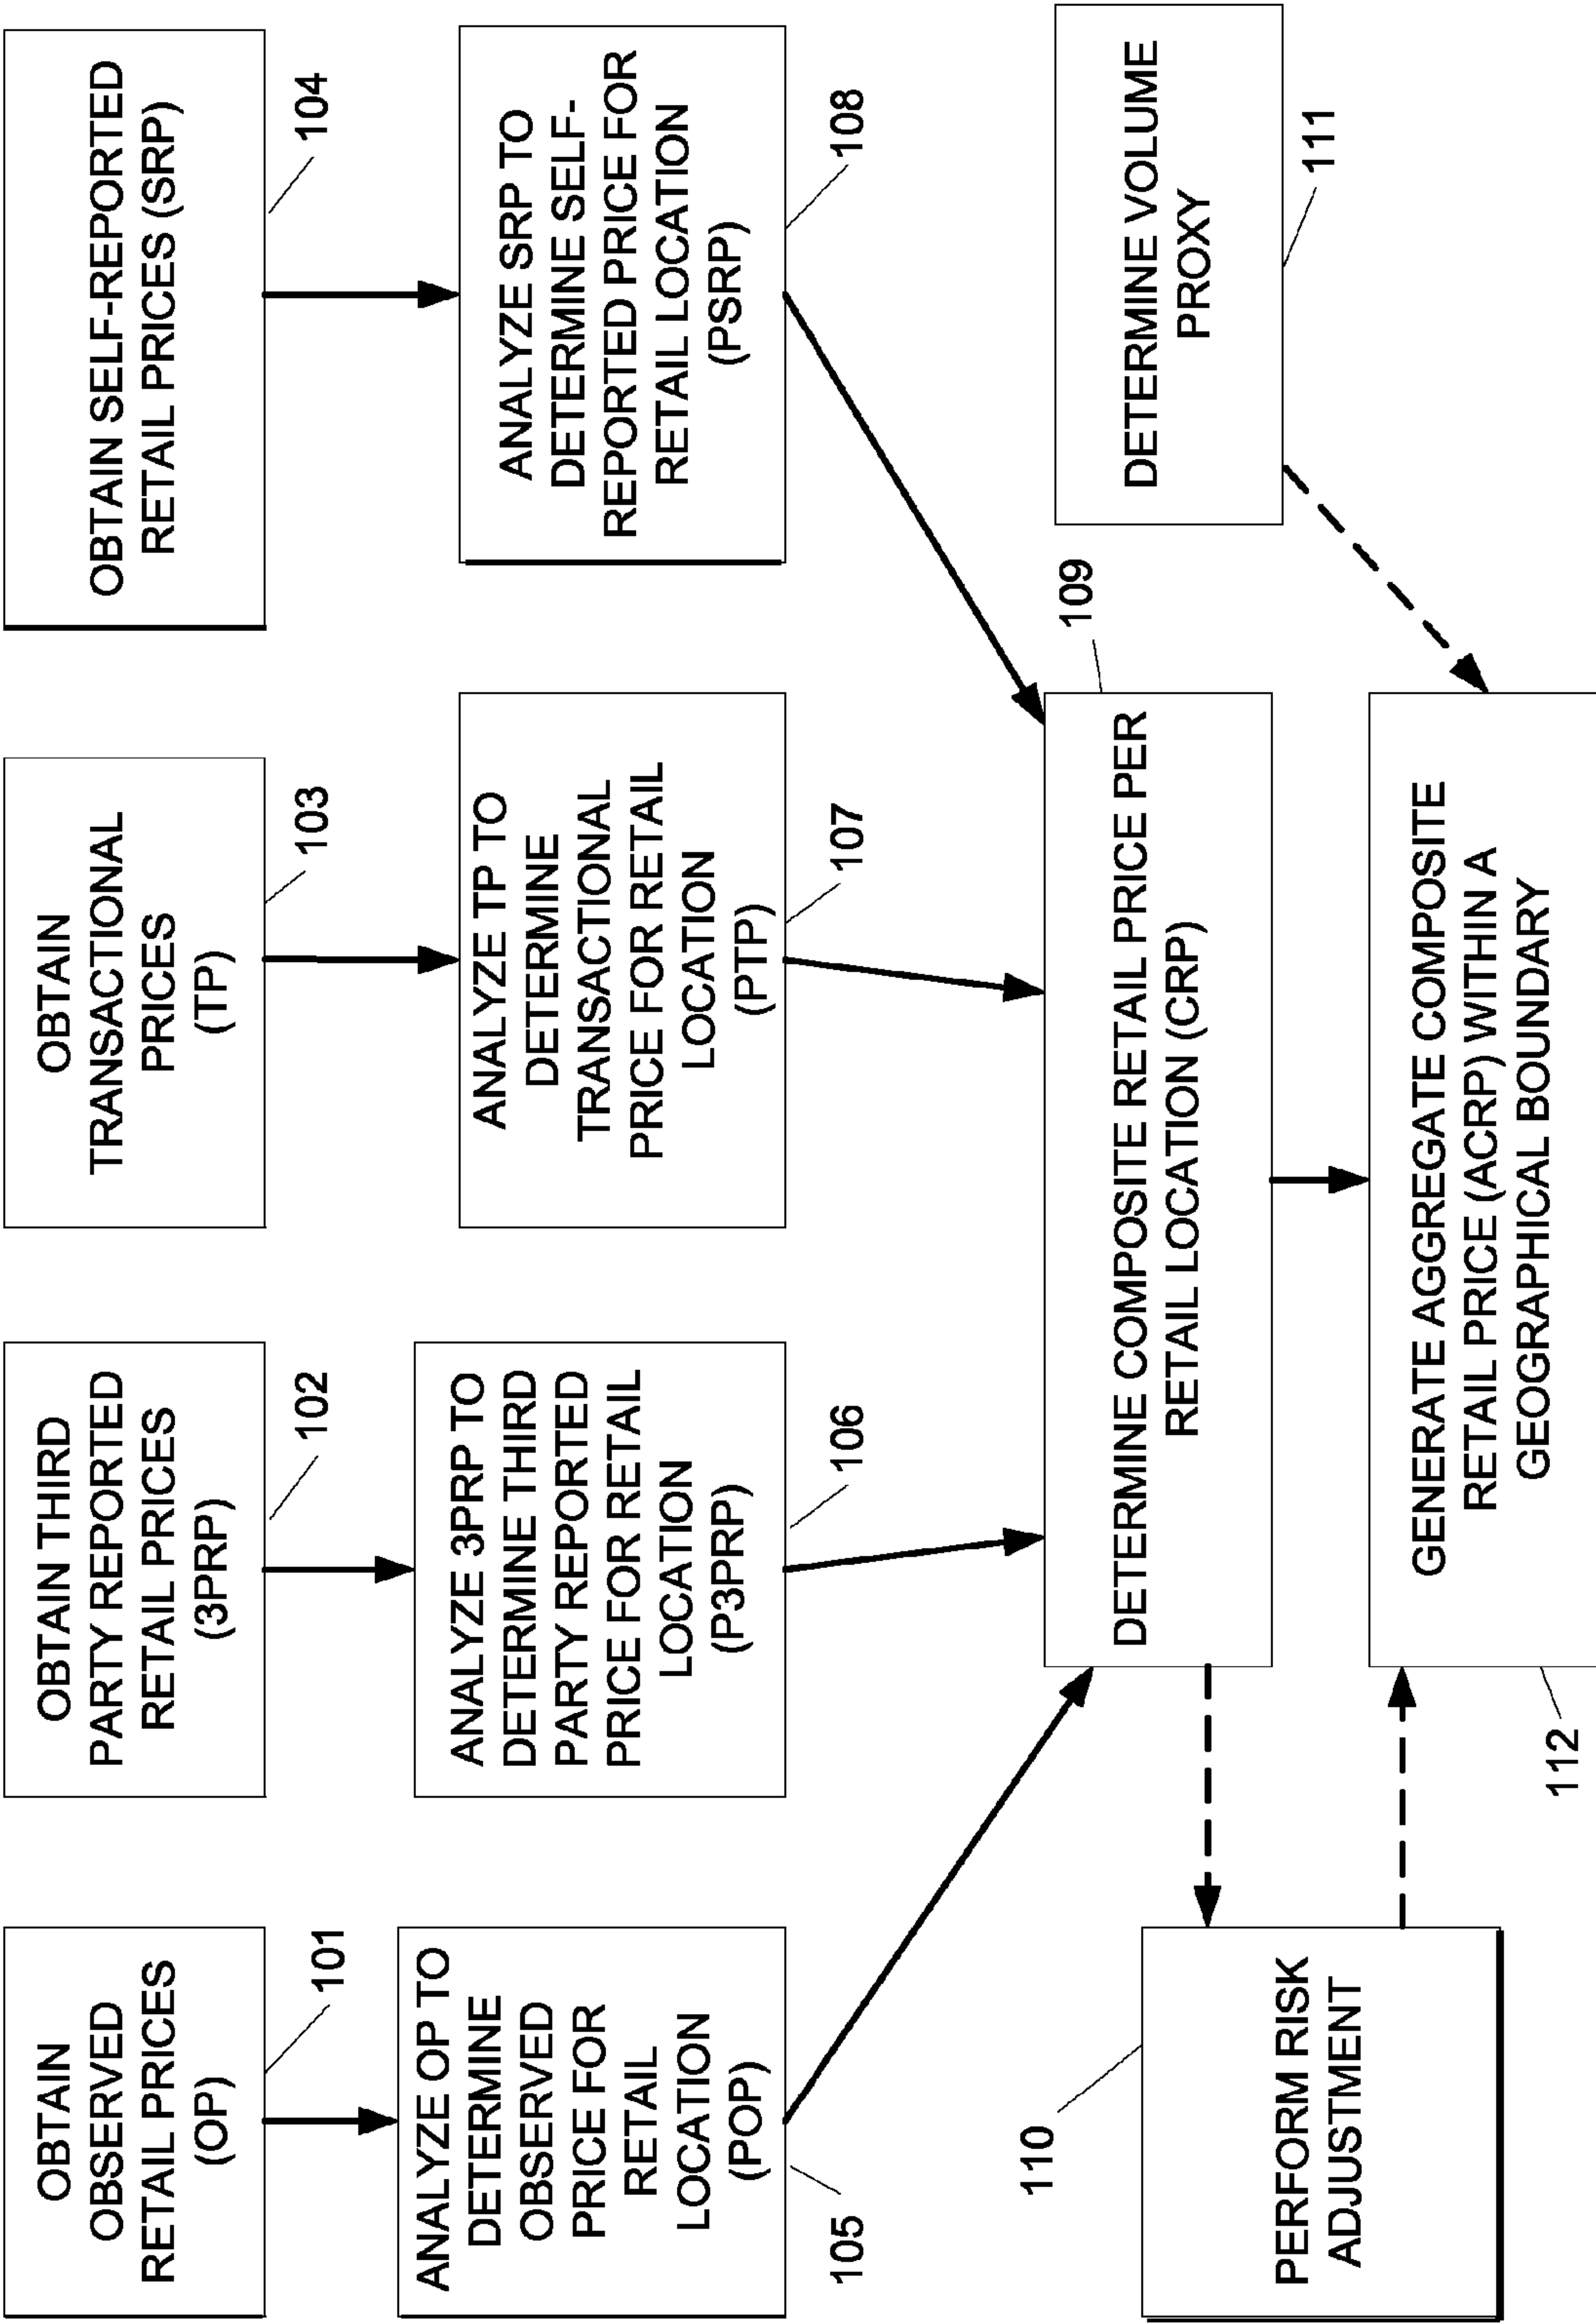 OBTAIN
OBSERVED
RETAIL PRICES
(OP)
101
OBTAIN THIRD
PARTY REPORTED
RETAIL PRICES
(3PRP)
102
OBTAIN
TRANSACTIONAL
PRICES
(TP)
103
OBTAIN SELF-REPORTED
RETAIL PRICES (SRP)
104
ANALYZE OP TO
DETERMINE
OBSERVED
PRICE FOR
RETAIL
LOCATION
(POP)
105
ANALYZE 3PRP TO
DETERMINE THIRD
PARTY REPORTED
PRICE FOR RETAIL
LOCATION
(P3PRP)
106
ANALYZE TP TO
DETERMINE
TRANSACTIONAL
PRICE FOR RETAIL
LOCATION
(PTP)
107
ANALYZE SRP TO
DETERMINE SELF-
REPORTED PRICE FOR
RETAIL LOCATION
(PSRP)
108
109
DETERMINE COMPOSITE RETAIL PRICE PER
RETAIL LOCATION (CRP)
110
PERFORM RISK
ADJUSTMENT
DETERMINE VOLUME
PROXY
111
GENERATE AGGREGATE COMPOSITE
RETAIL PRICE (ACRP) WITHIN A
GEOGRAPHICAL BOUNDARY
112